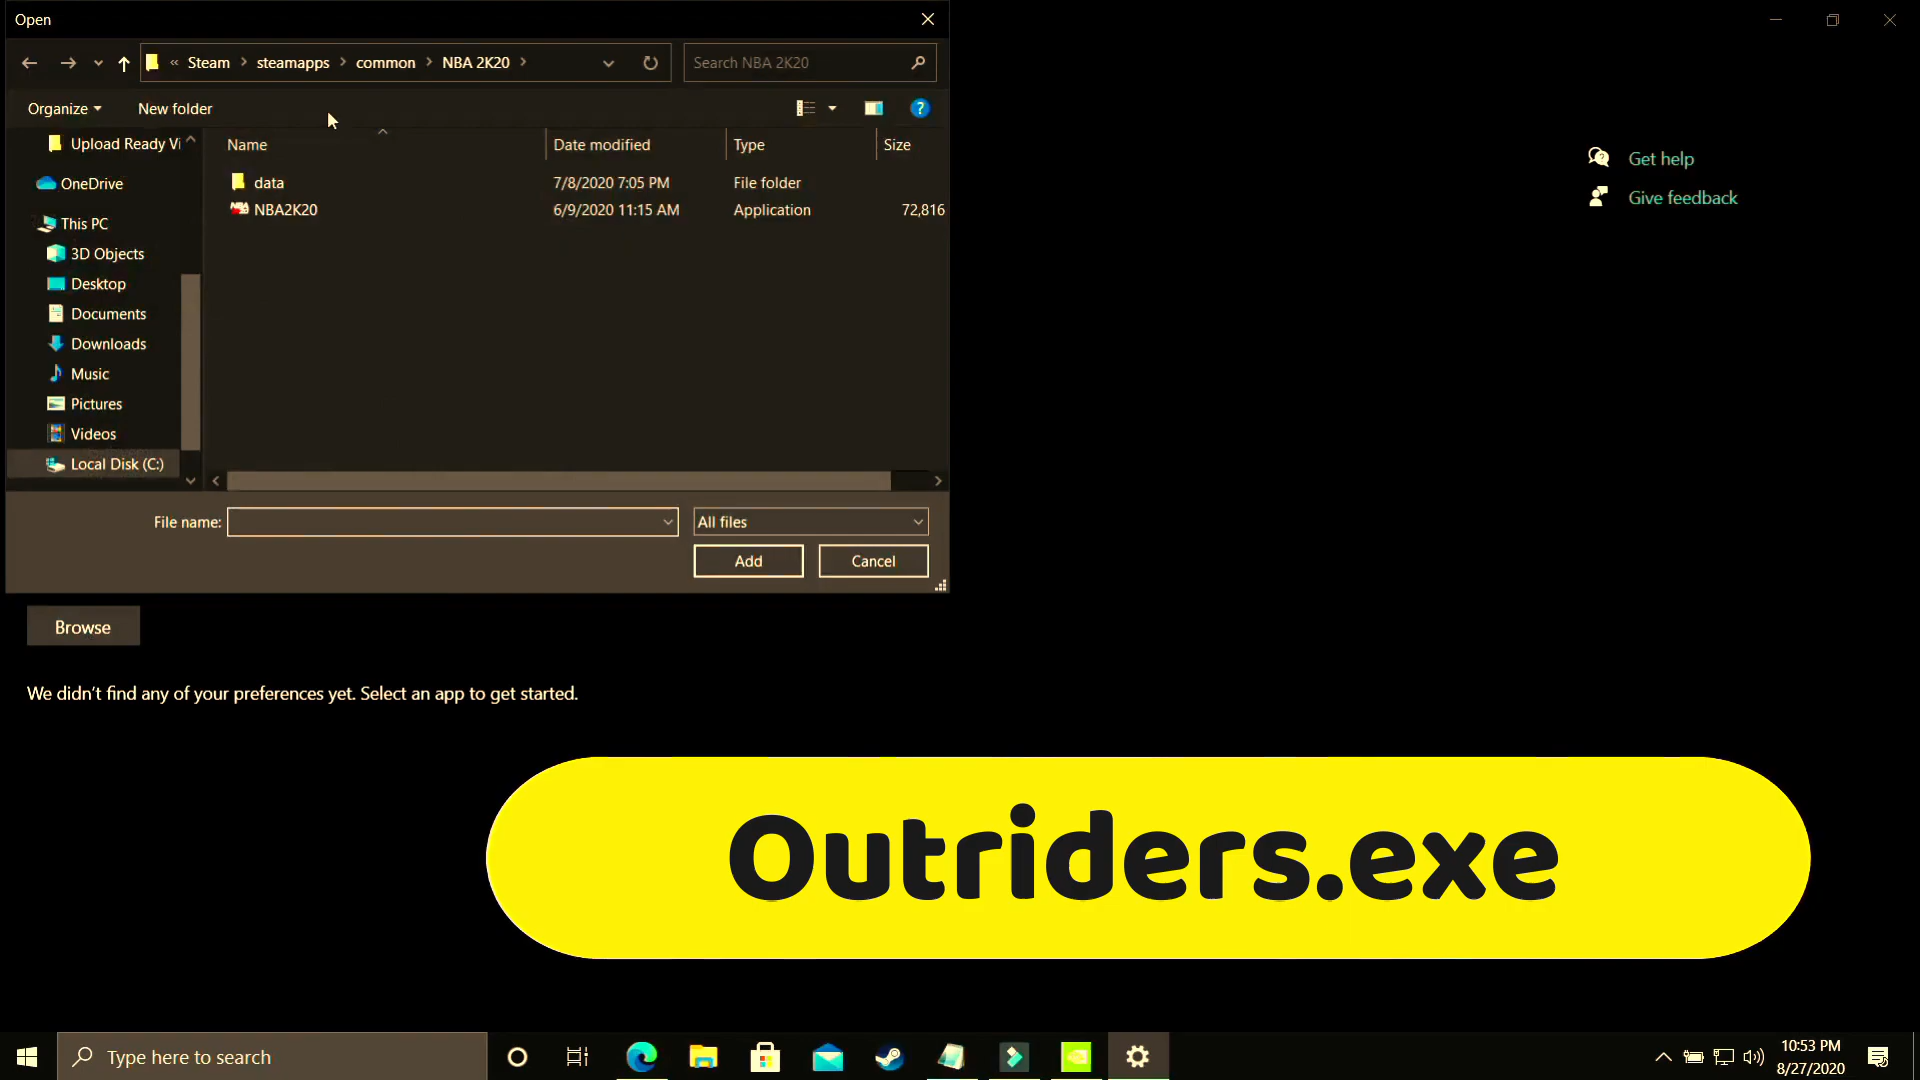 Open
« Steam > steamapps > common > NBA 2K20 >
Search NBA 2K20
Organize
New folder
Name
Date modified
Type
Size
data
7/8/2020 7:05 PM
File folder
NBA2K20
6/9/2020 11:15 AM
Application
72,816
Upload Ready Vi
OneDrive
This PC
3D Objects
Desktop
Documents
Downloads
Music
Pictures
Videos
Local Disk (C:)
File name:
All files
Add
Cancel
Get help
Give feedback
Browse
We didn't find any of your preferences yet. Select an app to get started.
Outriders.exe
Type here to search
10:53 PM
8/27/2020